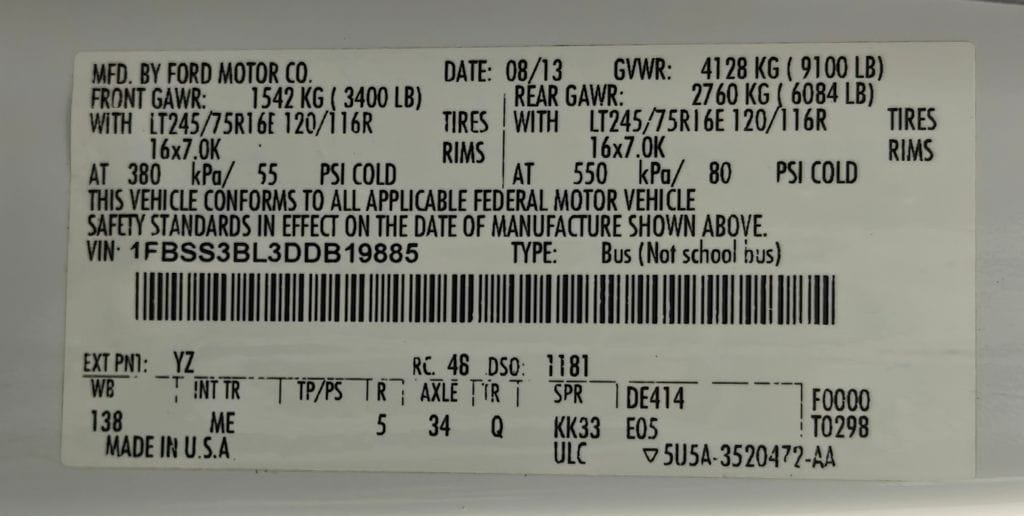 MFD. BY FORD MOTOR CO. DATE: 08/13 GVWR: 4128 KG ( 9100 LB)
FRONT GAWR: 1542 KG ( 3400 LB) REAR GAWR: 2760 KG ( 6084 LB)
WITH LT245/75R16E 120/116R TIRES WITH LT245/75R16E 120/116R TIRES
16x7.0K RIMS 16x7.0K RIMS
AT 380 kPa/ 55 PSI COLD AT 550 kPa/ 80 PSI COLD
THIS VEHICLE CONFORMS TO ALL APPLICABLE FEDERAL MOTOR VEHICLE
SAFETY STANDARDS IN EFFECT ON THE DATE OF MANUFACTURE SHOWN ABOVE.
VIN: 1FBSS3BL3DDB19885 TYPE: Bus (Not school bus)
EXT PNT: YZ RC: 46 DSO: 1181
WB INT TR TP/PS R AXLE TR SPR DE414 F0000
138 ME 5 34 Q KK33 E05 T0298
MADE IN U.S.A ULC ▽5U5A-3520472-AA